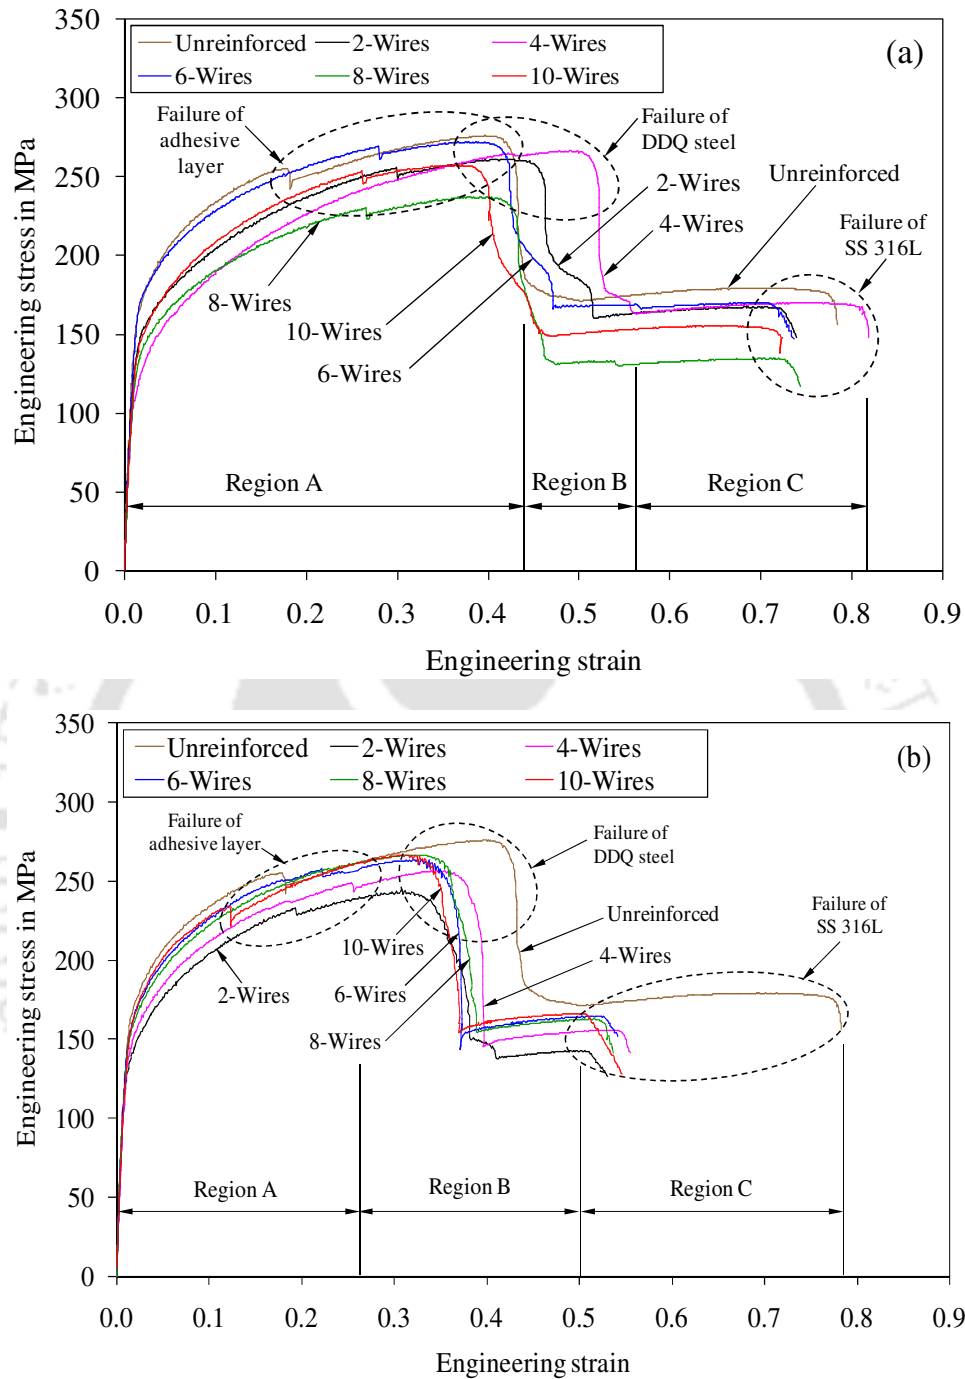 350
300
250
200
150
100
50
0
Engineering stress in MPa
Unreinforced 2-Wires 4-Wires
6-Wires 8-Wires 10-Wires
(a)
Failure of
adhesive
layer
Failure of
DDQ steel
2-Wires
4-Wires
Unreinforced
Failure of
SS 316L
8-Wires
10-Wires
6-Wires
Region A
Region B
Region C
0.0 0.1 0.2 0.3 0.4 0.5 0.6 0.7 0.8 0.9
Engineering strain
350
300
250
200
150
100
50
0
Engineering stress in MPa
Unreinforced 2-Wires 4-Wires
6-Wires 8-Wires 10-Wires
(b)
Failure of
adhesive layer
Failure of
DDQ steel
Failure of
SS 316L
Unreinforced
10-Wires
4-Wires
2-Wires
6-Wires
8-Wires
Region A
Region B
Region C
0.0 0.1 0.2 0.3 0.4 0.5 0.6 0.7 0.8 0.9
Engineering strain